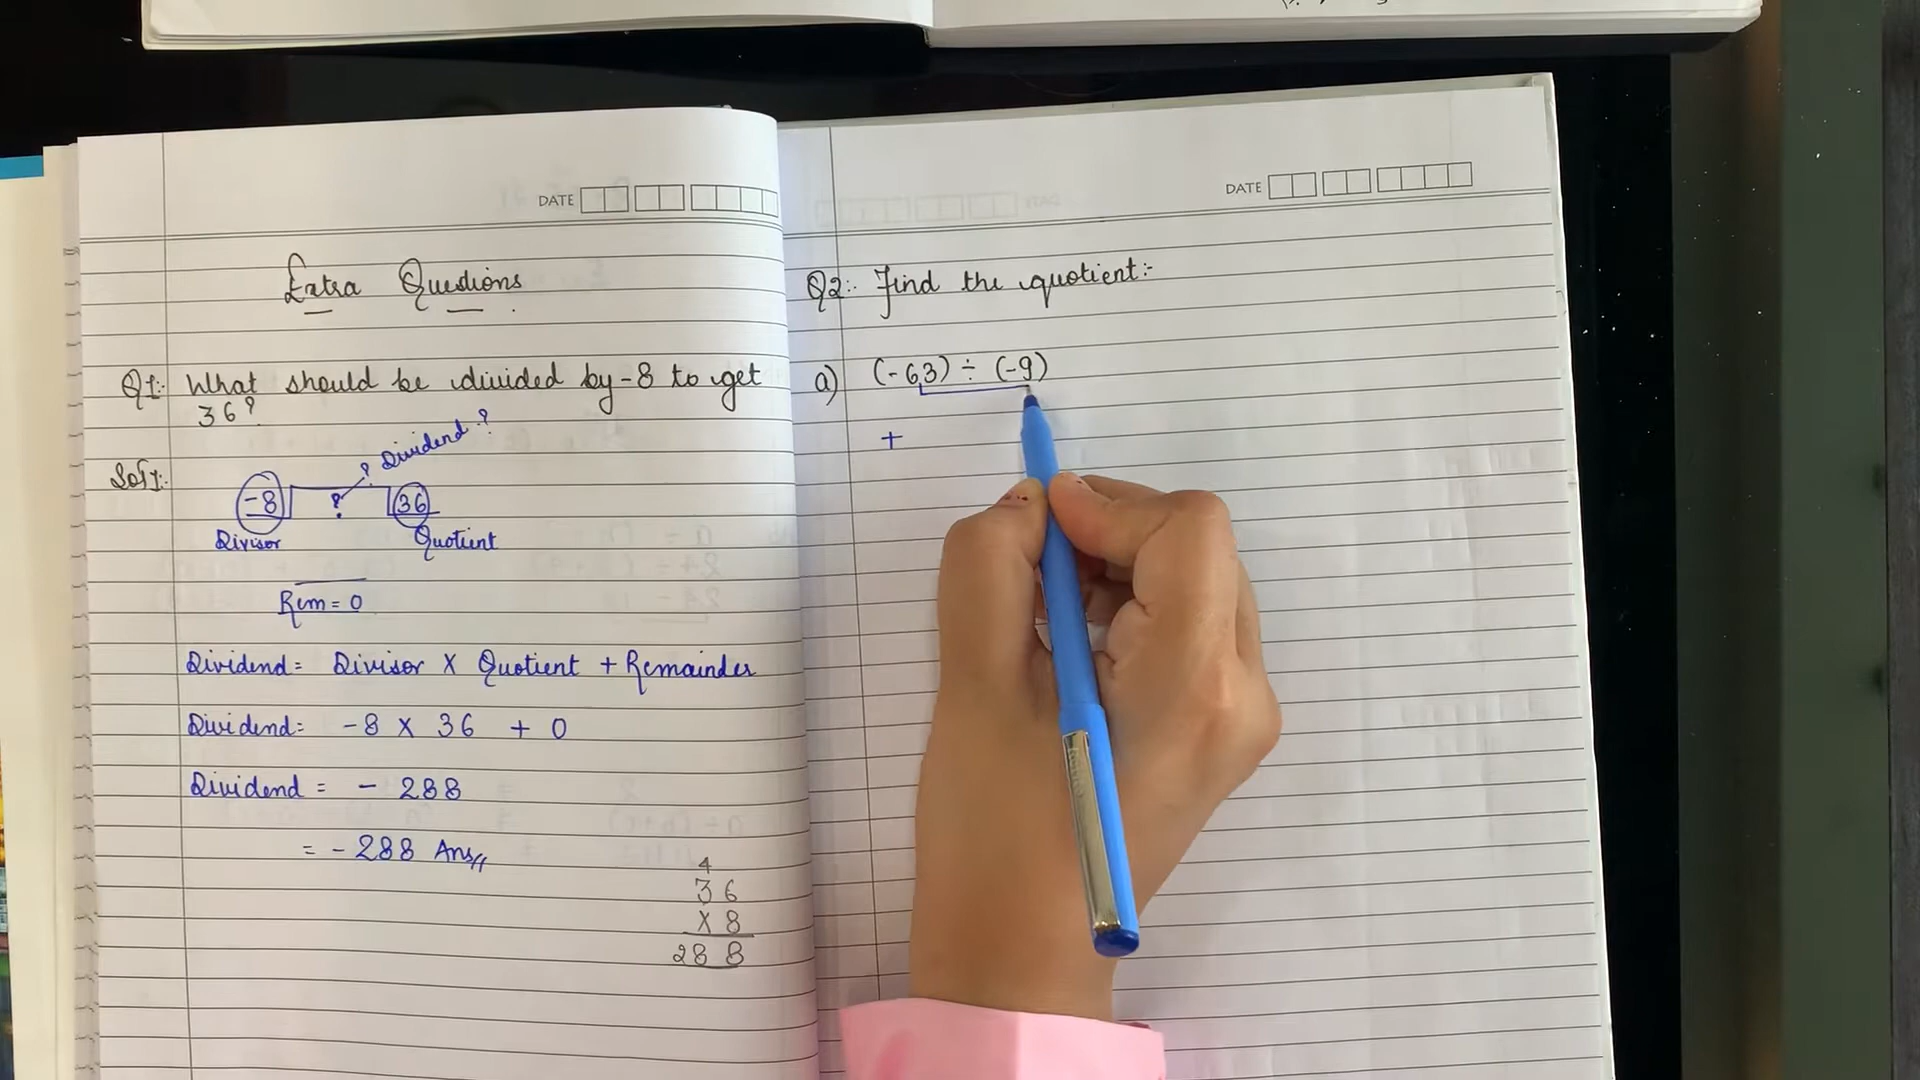 DATE
Extra Questions
Q1:- What should be divided by -8 to get
36?
Dividend ?
Sol1:-
-8 ? 36
?
Divisor Quotient
Rem = 0
Dividend = Divisor X Quotient + Remainder
Dividend = -8 X 36 + 0
Dividend = - 288
= - 288 Ans//
4
36
X 8
288
DATE
Q2:- Find the quotient:-
a) (-63) ÷ (-9)
+